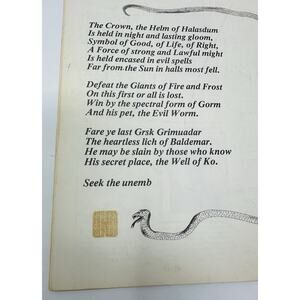 The Crown, the Helm of Halasdum
Is held in night and lasting gloom,
Symbol of Good, of Life, of Right,
A Force of strong and Lawful might
Is held encased in evil spells
Far from the Sun in halls most fell.
Defeat the Giants of Fire and Frost
On this first or all is lost.
Win by the spectral form of Gorm
And his pet, the Evil Worm.
Fare ye last Grsk Grimuadar
The heartless lich of Baldemar.
He may be slain by those who know
His secret place, the Well of Ko.
Seek the unemb